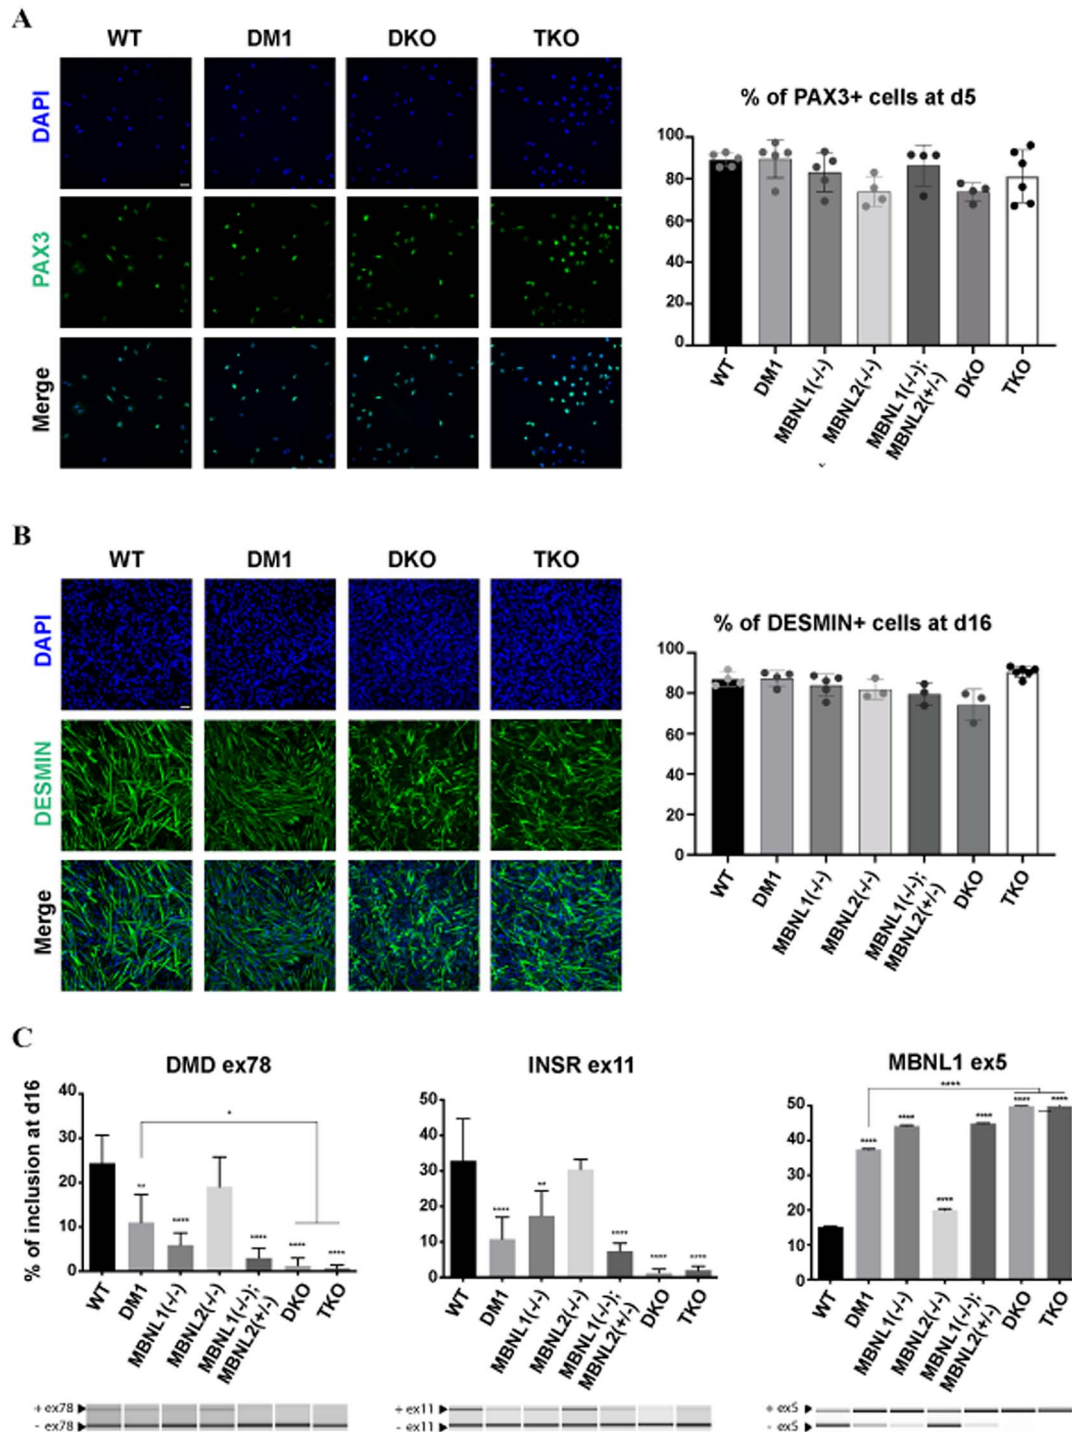 A
WT DM1 DKO TKO
DAPI
PAX3
Merge
% of PAX3+ cells at d5
100
80
60
40
20
0
WT
DM1
MBNL1(-/-)
MBNL2(-/-)
MBNL1(-/-);
MBNL2(+/-)
DKO
TKO
B
WT DM1 DKO TKO
DAPI
DESMIN
Merge
% of DESMIN+ cells at d16
100
80
60
40
20
0
WT
DM1
MBNL1(-/-)
MBNL2(-/-)
MBNL1(-/-);
MBNL2(+/-)
DKO
TKO
C
DMD ex78
% of inclusion at d16
40
30
20
10
0
*
**
****
****
****
****
WT
DM1
MBNL1(-/-)
MBNL2(-/-)
MBNL1(-/-);
MBNL2(+/-)
DKO
TKO
+ ex78
- ex78
INSR ex11
50
40
30
20
10
0
****
**
****
****
****
WT
DM1
MBNL1(-/-)
MBNL2(-/-)
MBNL1(-/-);
MBNL2(+/-)
DKO
TKO
+ ex11
- ex11
MBNL1 ex5
50
40
30
20
10
0
****
****
****
****
****
****
****
WT
DM1
MBNL1(-/-)
MBNL2(-/-)
MBNL1(-/-);
MBNL2(+/-)
DKO
TKO
+ ex5
- ex5